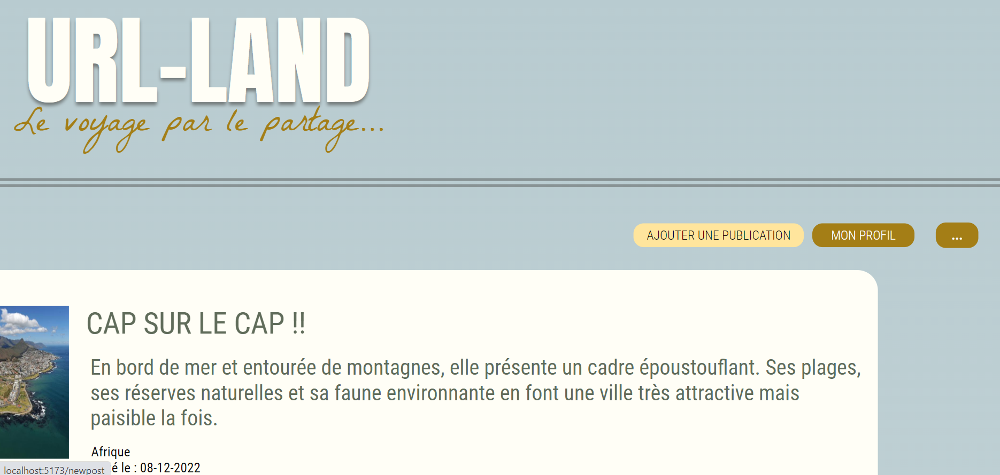 URL-LAND
Le voyage par le partage...
AJOUTER UNE PUBLICATION
MON PROFIL
...
CAP SUR LE CAP !!
En bord de mer et entourée de montagnes, elle présente un cadre époustouflant. Ses plages,
ses réserves naturelles et sa faune environnante en font une ville très attractive mais
paisible la fois.
Afrique
le : 08-12-2022
localhost:5173/newpost